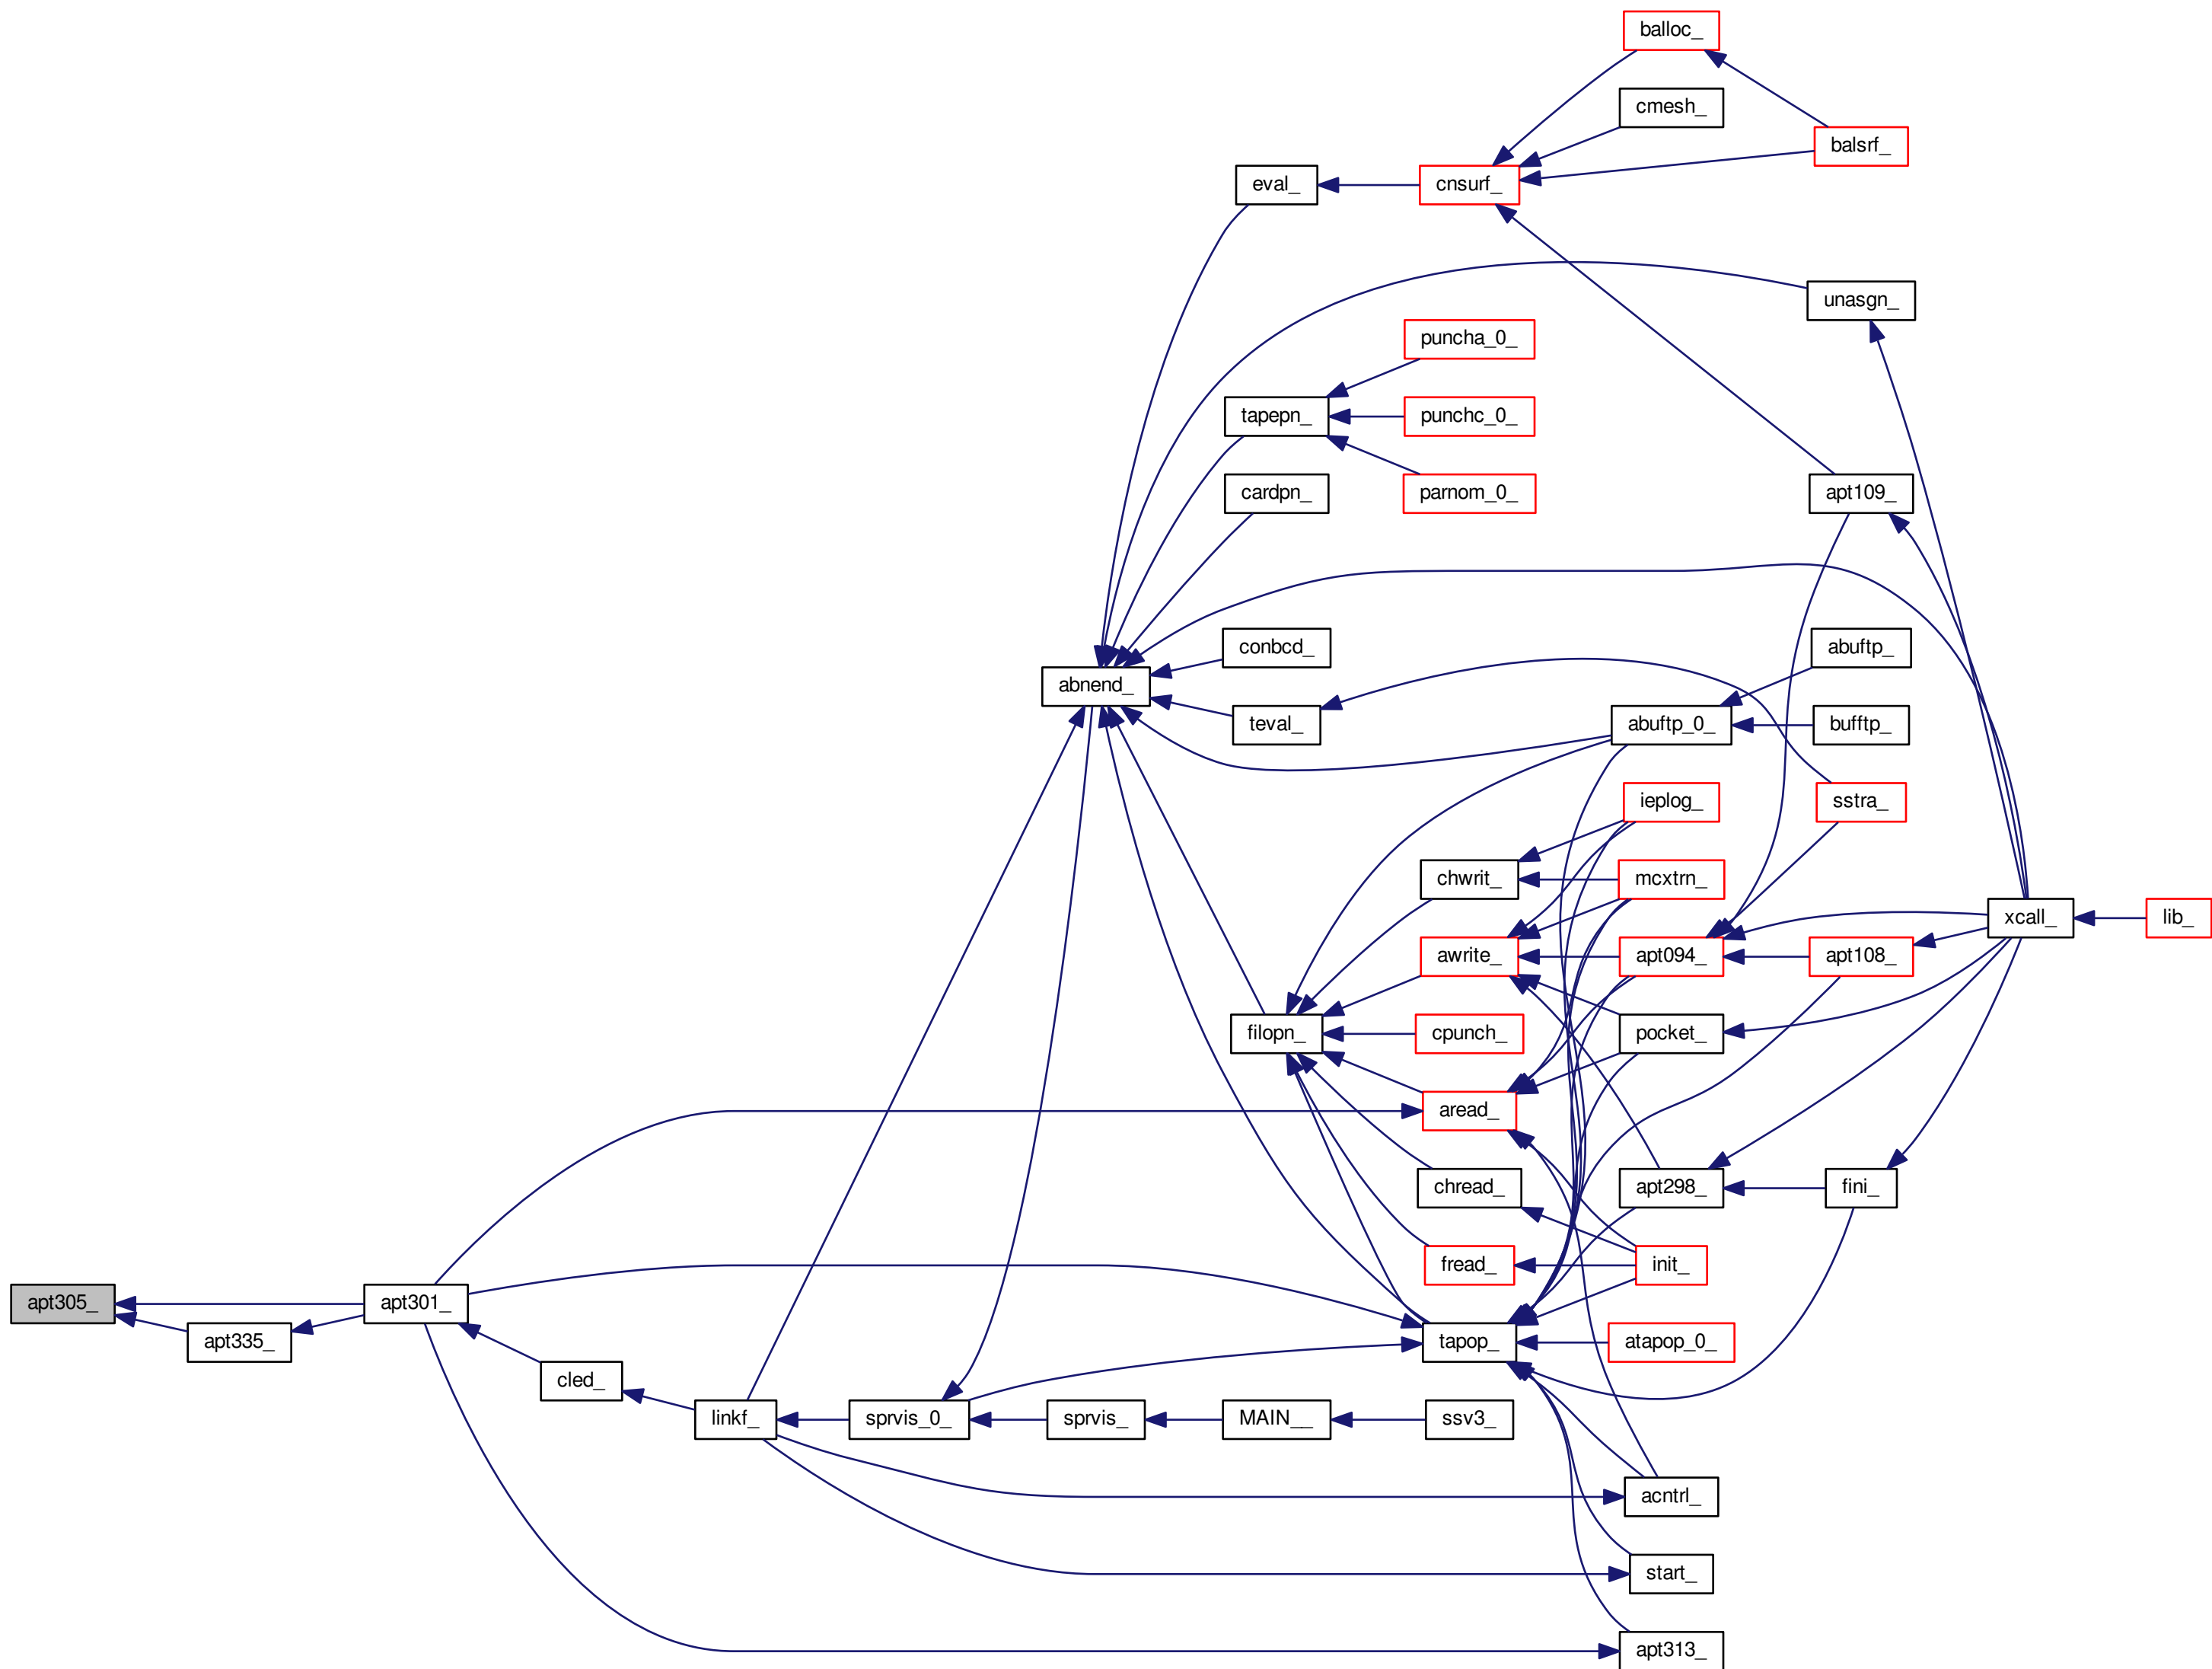 balloc_
cmesh_
balsrf_
eval_
cnsurf_
unasgn_
puncha_0_
tapepn_
punchc_0_
cardpn_
parnom_0_
apt109_
conbcd_
abuftp_
abnend_
teval_
abuftp_0_
bufftp_
ieplog_
sstra_
chwrit_
mcxtrn_
xcall_
lib_
awrite_
apt094_
apt108_
filopn_
cpunch_
pocket_
aread_
chread_
apt298_
fini_
fread_
init_
apt305_
apt301_
apt335_
tapop_
atapop_0_
cled_
linkf_
sprvis_0_
sprvis_
MAIN__
ssv3_
acntrl_
start_
apt313_